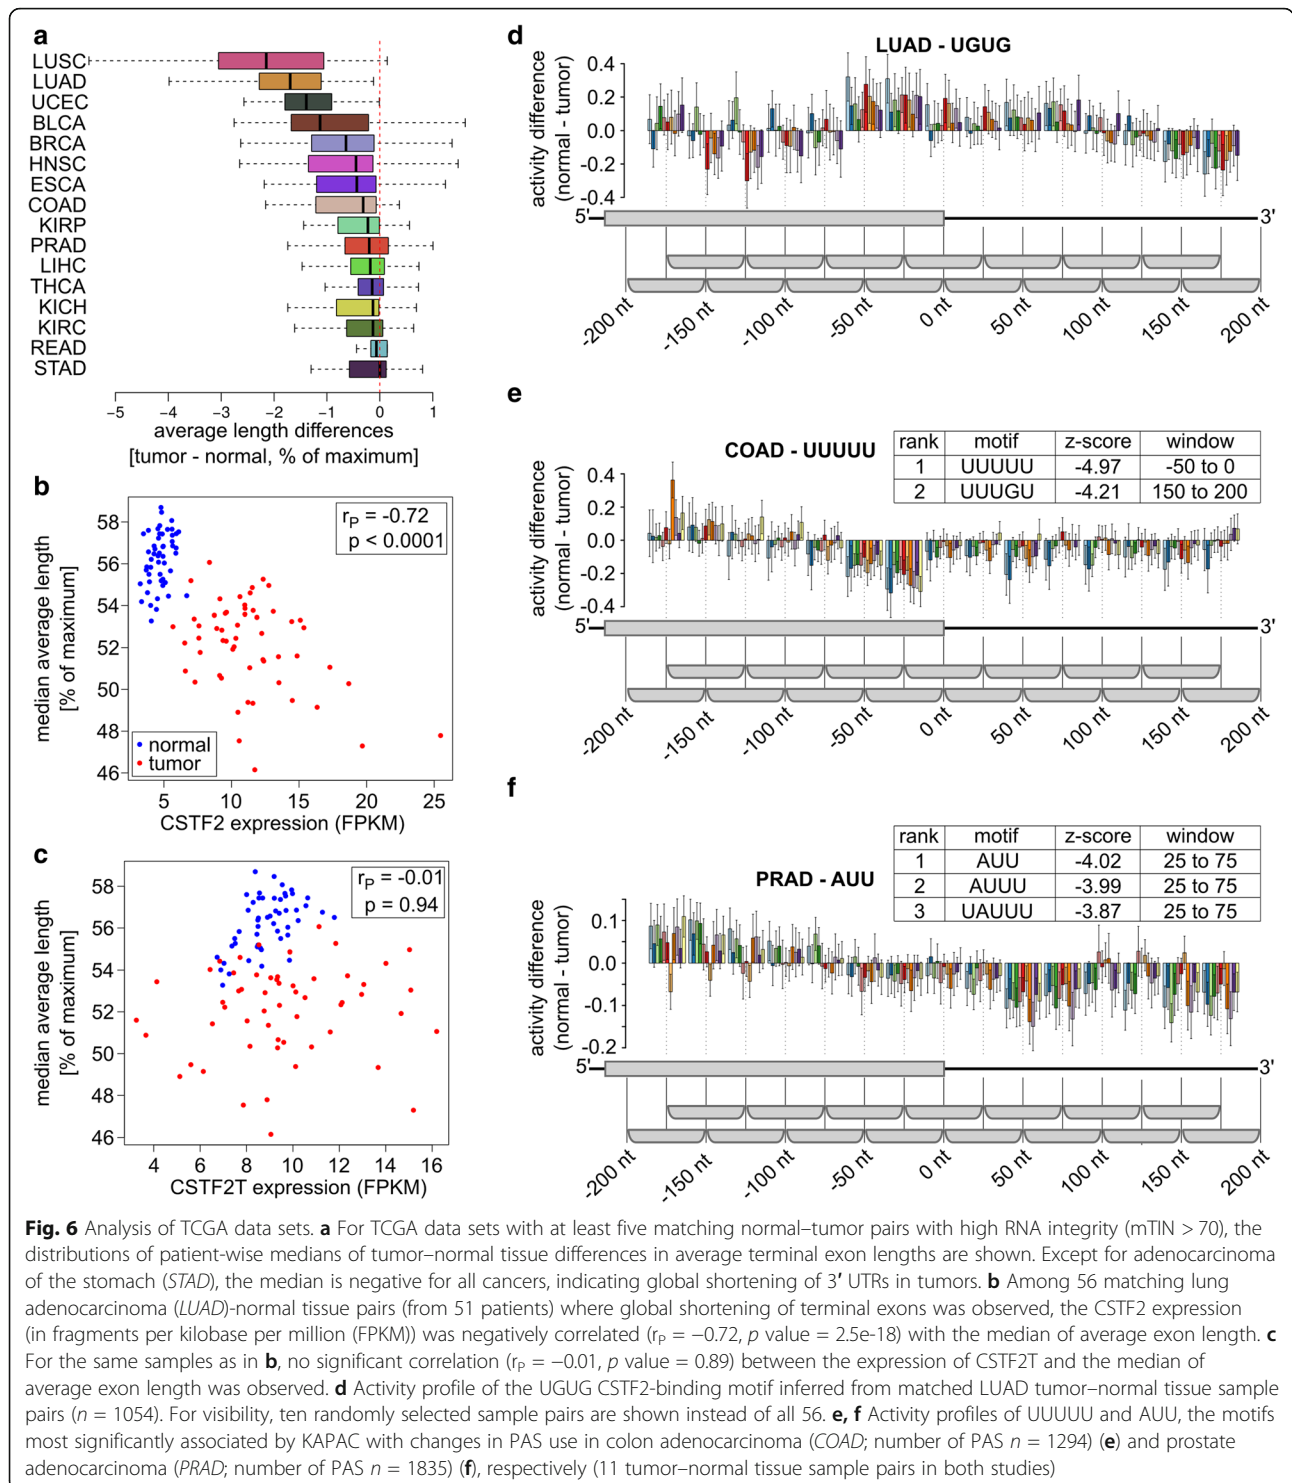 a
LUSC
LUAD
UCEC
BLCA
BRCA
HNSC
ESCA
COAD
KIRP
PRAD
LIHC
THCA
KICH
KIRC
READ
STAD
−5 −4 −3 −2 −1 0 1
average length differences
[tumor - normal, % of maximum]
b
rP = -0.72
p < 0.0001
58
56
54
52
50
48
46
median average length
[% of maximum]
normal
tumor
5 10 15 20 25
CSTF2 expression (FPKM)
c
rP = -0.01
p = 0.94
58
56
54
52
50
48
46
median average length
[% of maximum]
4 6 8 10 12 14 16
CSTF2T expression (FPKM)
d
LUAD - UGUG
activity difference
(normal - tumor)
0.4
0.2
0.0
-0.2
-0.4
5' 3'
-200 nt -150 nt -100 nt -50 nt 0 nt 50 nt 100 nt 150 nt 200 nt
e
COAD - UUUUU
rank motif z-score window
1 UUUUU -4.97 -50 to 0
2 UUUGU -4.21 150 to 200
activity difference
(normal - tumor)
0.4
0.2
0.0
-0.2
-0.4
5' 3'
-200 nt -150 nt -100 nt -50 nt 0 nt 50 nt 100 nt 150 nt 200 nt
f
PRAD - AUU
rank motif z-score window
1 AUU -4.02 25 to 75
2 AUUU -3.99 25 to 75
3 UAUUU -3.87 25 to 75
activity difference
(normal - tumor)
0.1
0.0
-0.1
-0.2
5' 3'
-200 nt -150 nt -100 nt -50 nt 0 nt 50 nt 100 nt 150 nt 200 nt
Fig. 6 Analysis of TCGA data sets. a For TCGA data sets with at least five matching normal–tumor pairs with high RNA integrity (mTIN > 70), the
distributions of patient-wise medians of tumor–normal tissue differences in average terminal exon lengths are shown. Except for adenocarcinoma
of the stomach (STAD), the median is negative for all cancers, indicating global shortening of 3′ UTRs in tumors. b Among 56 matching lung
adenocarcinoma (LUAD)-normal tissue pairs (from 51 patients) where global shortening of terminal exons was observed, the CSTF2 expression
(in fragments per kilobase per million (FPKM)) was negatively correlated (rP = −0.72, p value = 2.5e-18) with the median of average exon length. c
For the same samples as in b, no significant correlation (rP = −0.01, p value = 0.89) between the expression of CSTF2T and the median of
average exon length was observed. d Activity profile of the UGUG CSTF2-binding motif inferred from matched LUAD tumor–normal tissue sample
pairs (n = 1054). For visibility, ten randomly selected sample pairs are shown instead of all 56. e, f Activity profiles of UUUUU and AUU, the motifs
most significantly associated by KAPAC with changes in PAS use in colon adenocarcinoma (COAD; number of PAS n = 1294) (e) and prostate
adenocarcinoma (PRAD; number of PAS n = 1835) (f), respectively (11 tumor–normal tissue sample pairs in both studies)